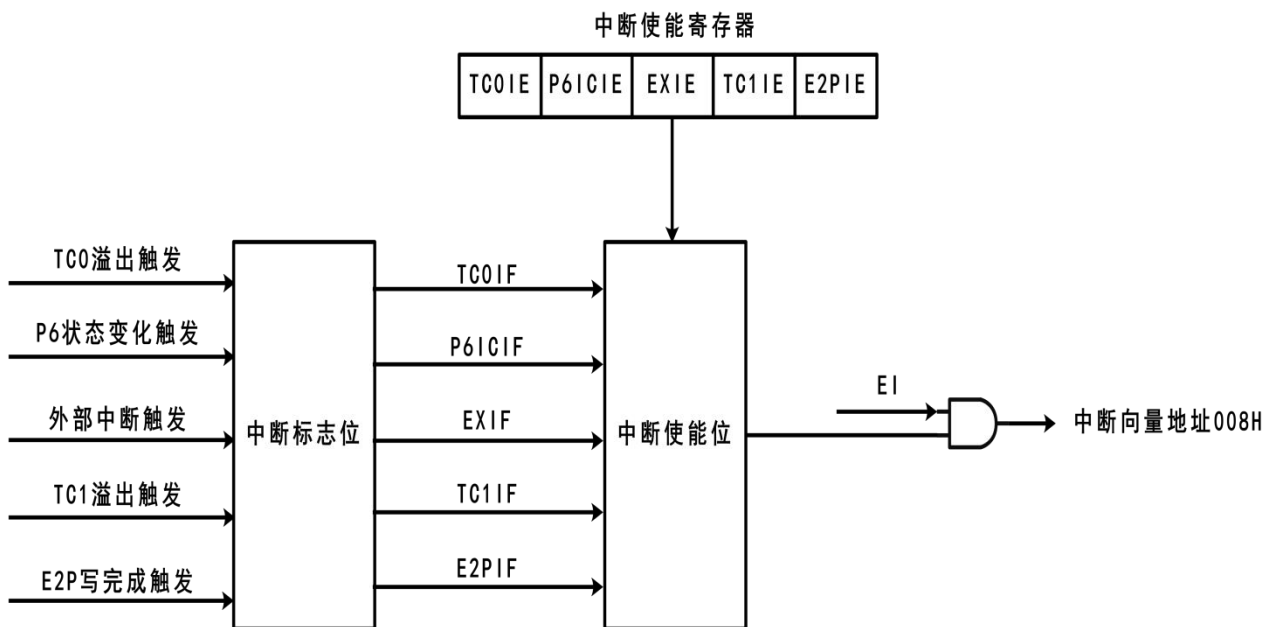 中断使能寄存器
TC0IE P6ICIE EXIE TC1IE E2PIE
TC0溢出触发
P6状态变化触发
外部中断触发
TC1溢出触发
E2P写完成触发
中断标志位
TC0IF
P6ICIF
EXIF
TC1IF
E2PIF
中断使能位
EI
中断向量地址008H